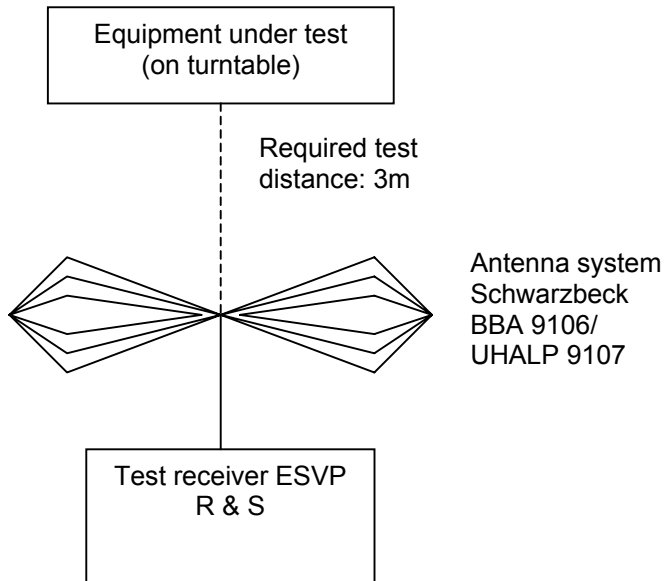 Equipment under test
(on turntable)
Required test
distance: 3m
Antenna system
Schwarzbeck
BBA 9106/
UHALP 9107
Test receiver ESVP
R & S